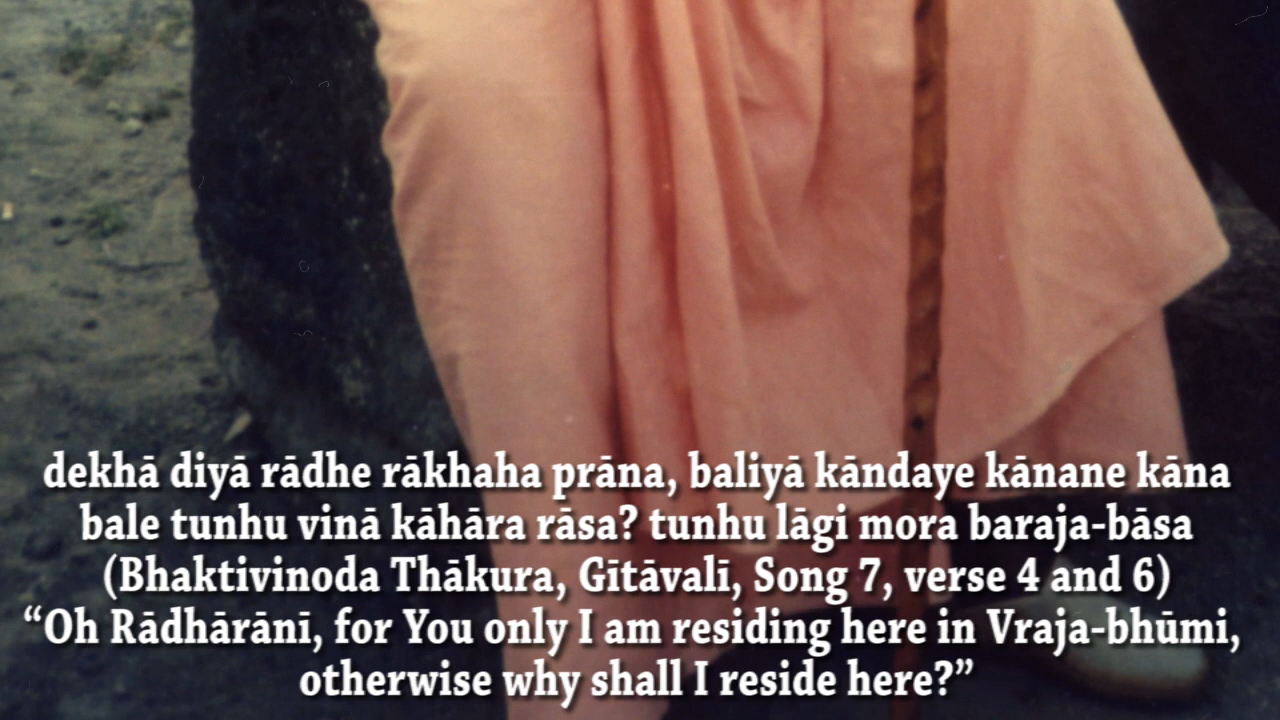 dekhā diyā rādhe rākhaha prāna, baliyā kāndaye kānane kāna
bale tunhu vinā kāhāra rāsa? tunhu lāgi mora baraja-bāsa
(Bhaktivinoda Thākura, Gītāvalī, Song 7, verse 4 and 6)
“Oh Rādhārānī, for You only I am residing here in Vraja-bhūmi,
otherwise why shall I reside here?”